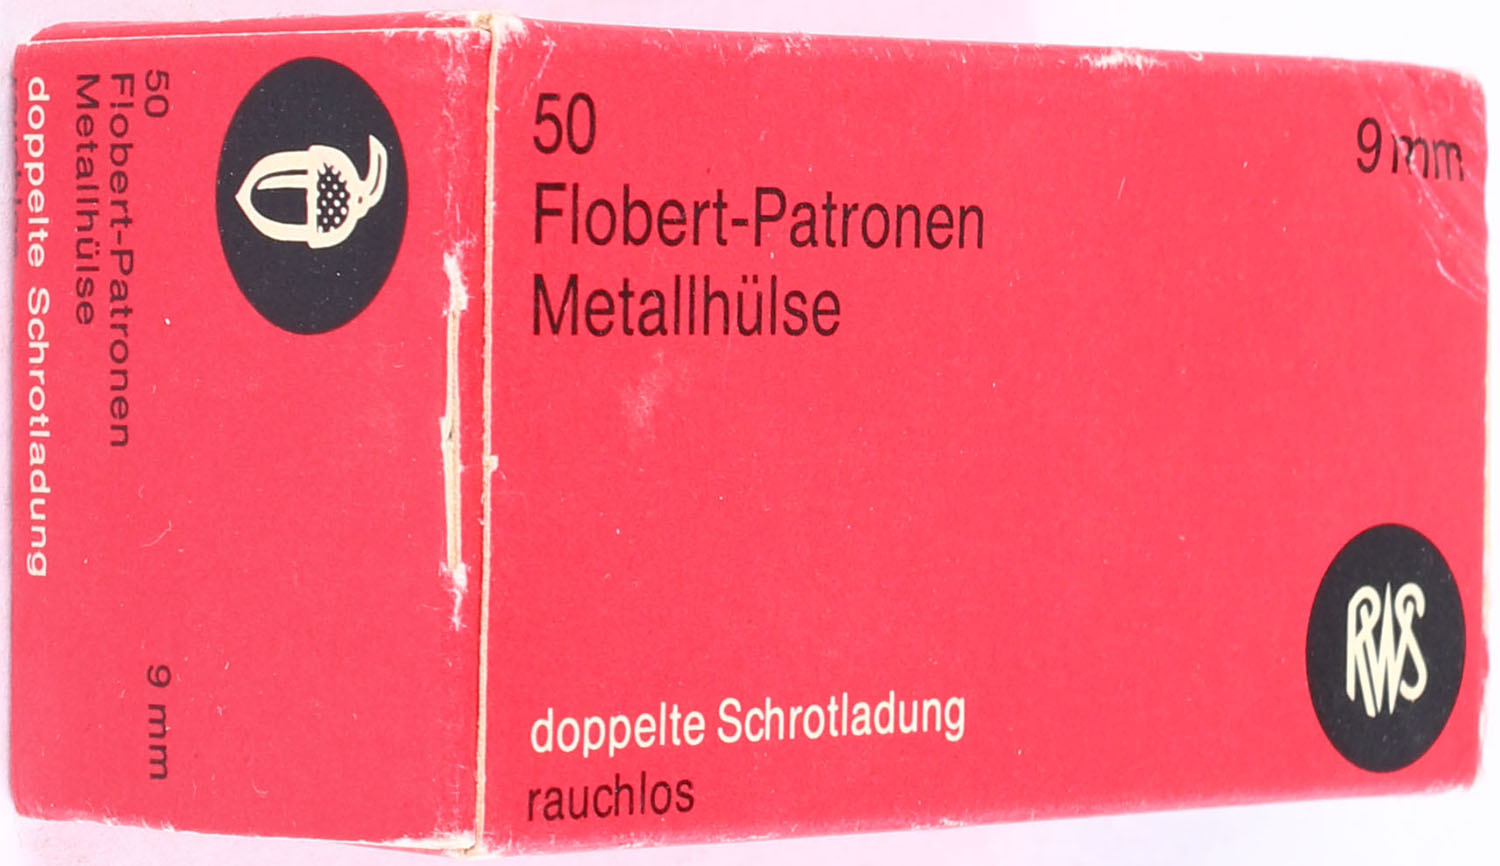 50
Flobert-Patronen
Metallhülse
9 mm
doppelte Schrotladung
rauchlos
RWS
50
Flobert-Patronen
Metallhülse
9 mm
doppelte Schrotladung